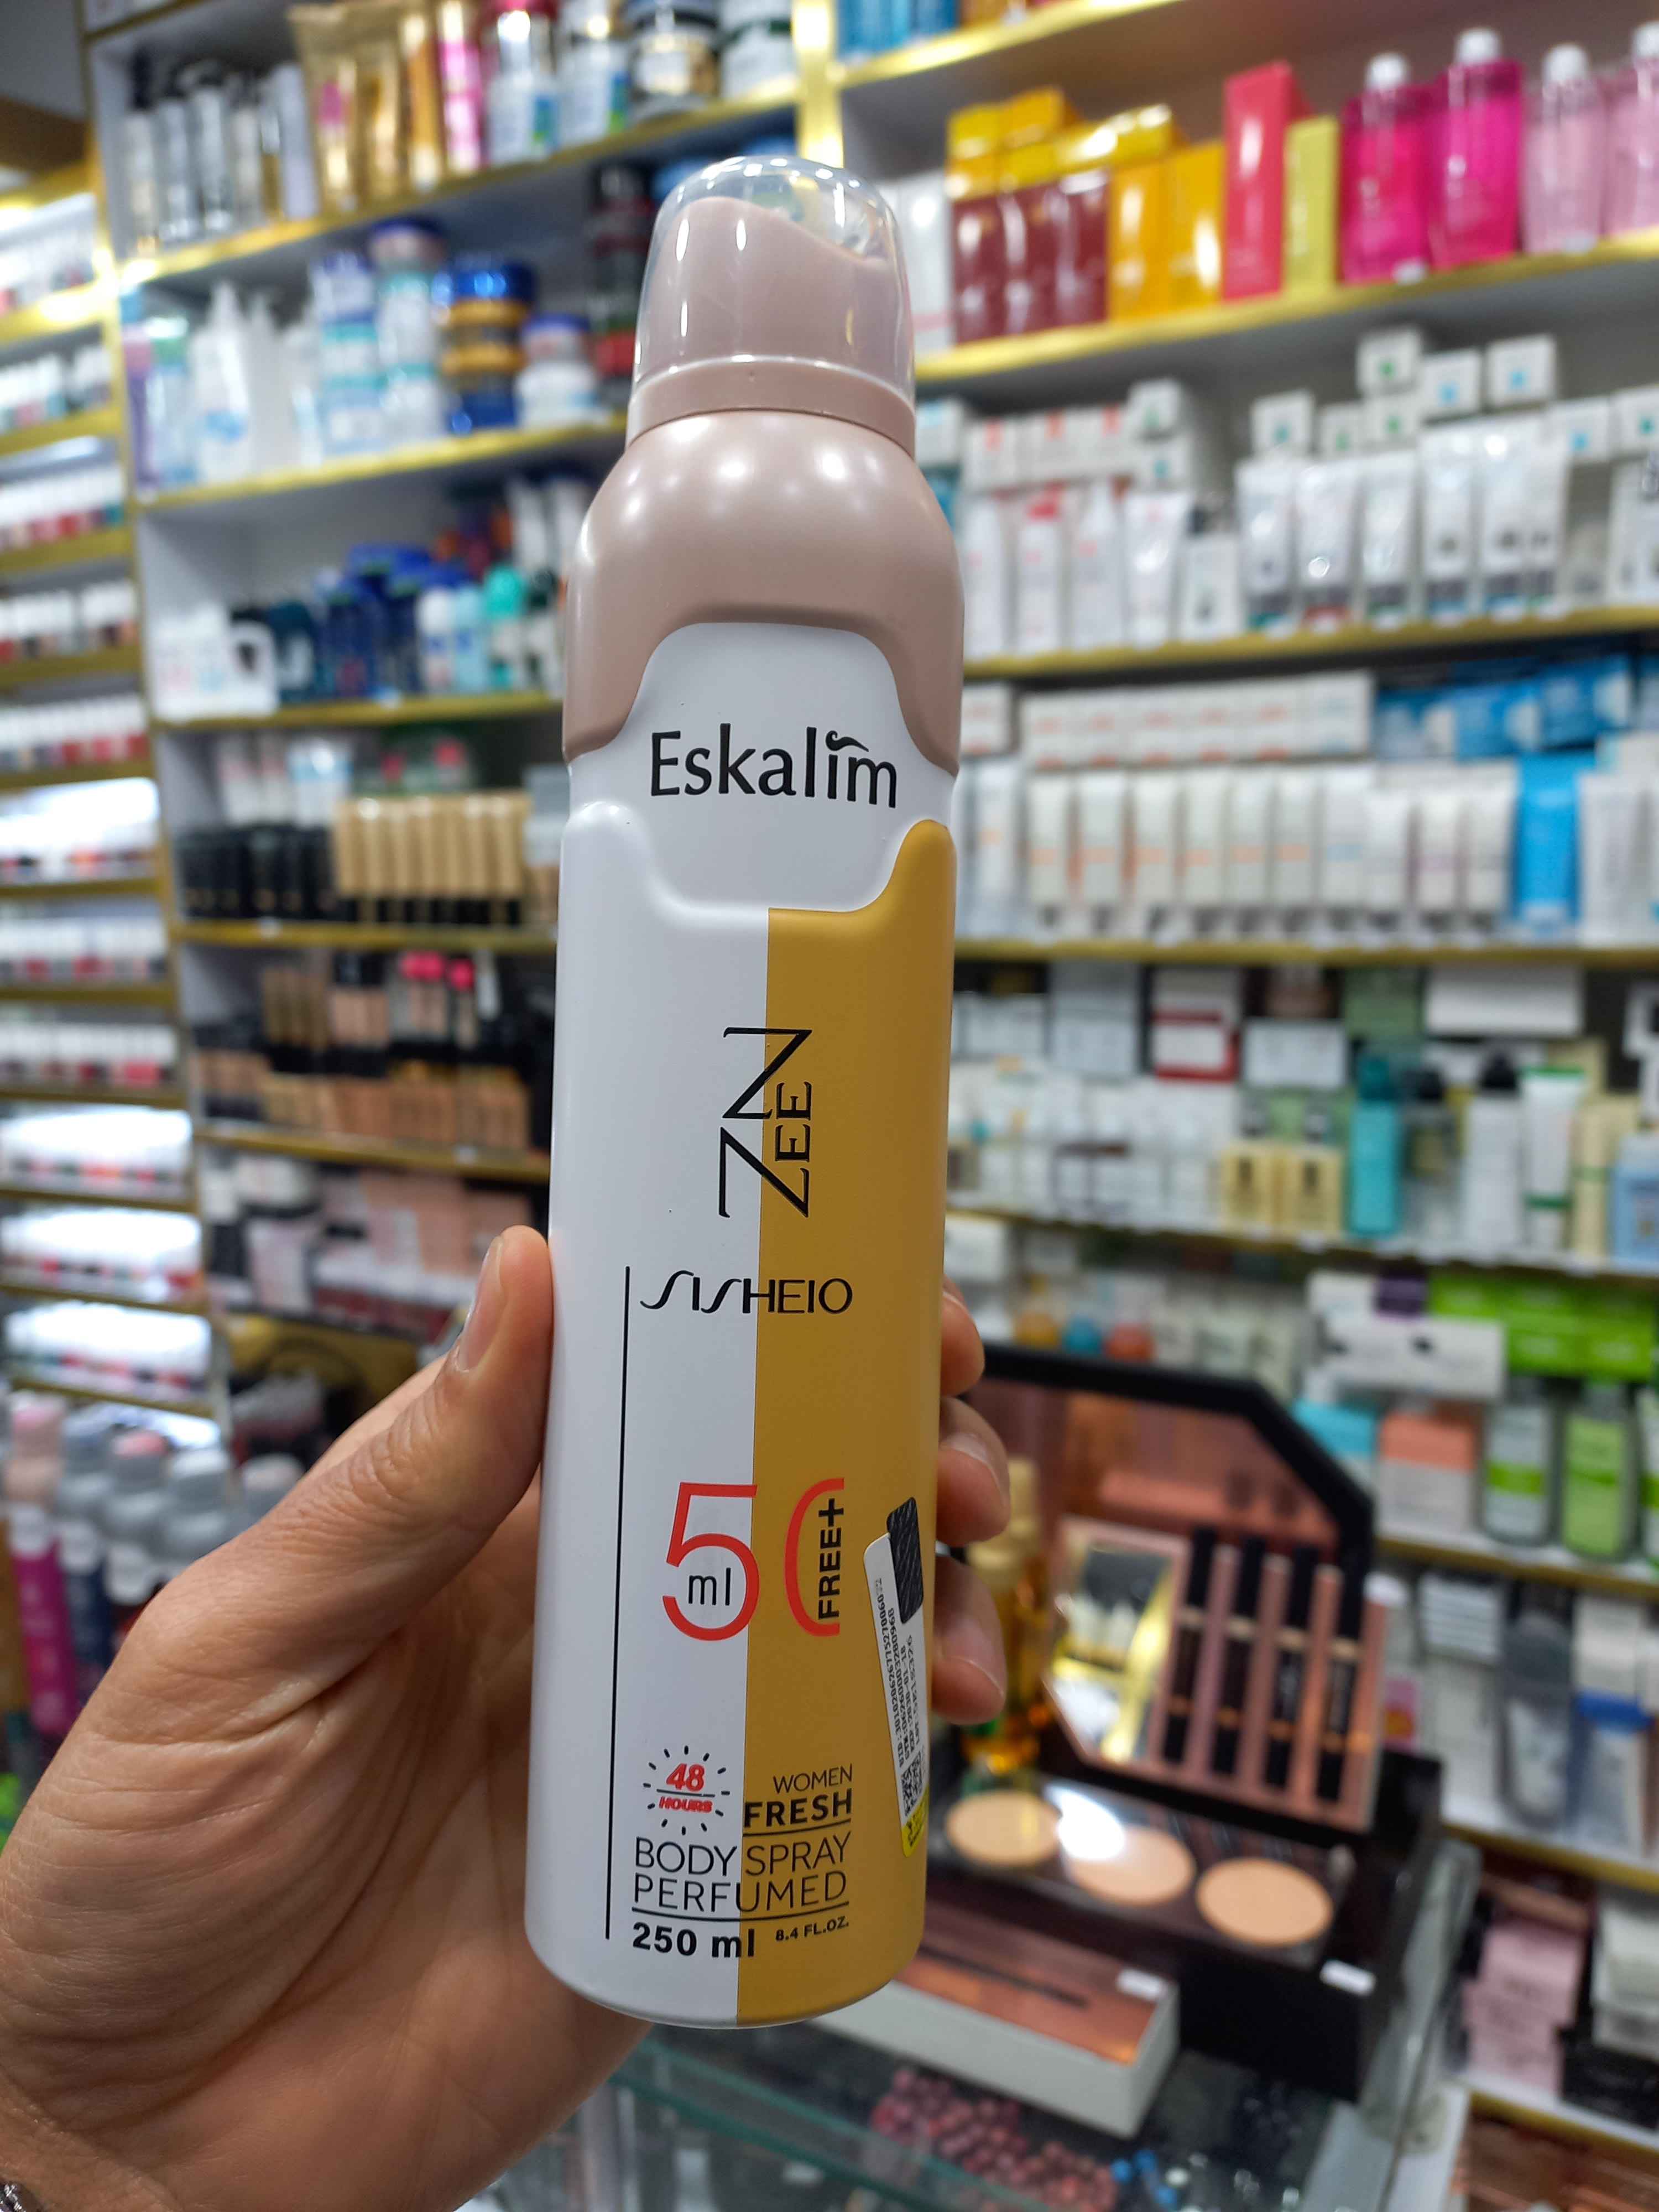 Eskalim
ZEEN
SISHEIO
50
ml
FREE+
48
HOURS
WOMEN
FRESH
BODY SPRAY
PERFUMED
250 ml 8.4 FL.OZ.